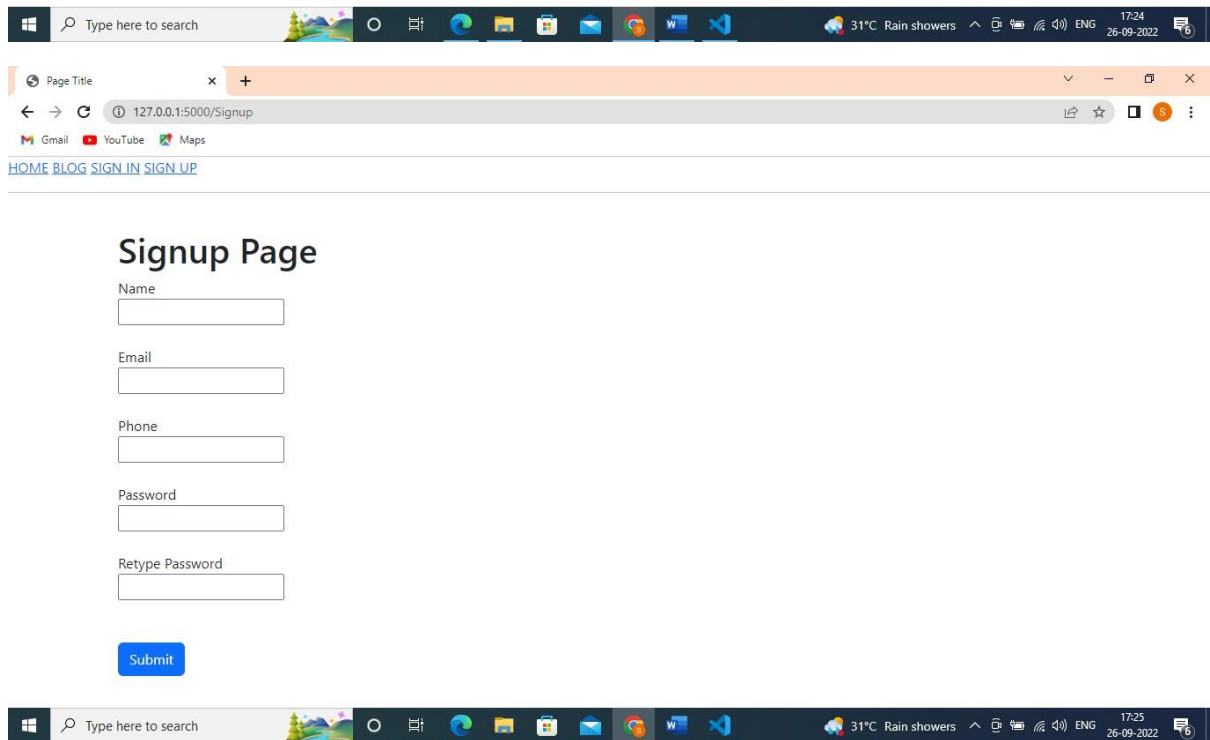 Type here to search
31°C Rain showers
ENG
17:24
26-09-2022
6
Page Title
127.0.0.1:5000/Signup
S
Gmail YouTube Maps
HOME BLOG SIGN IN SIGN UP
Signup Page
Name
Email
Phone
Password
Retype Password
Submit
Type here to search
31°C Rain showers
ENG
17:25
26-09-2022
6